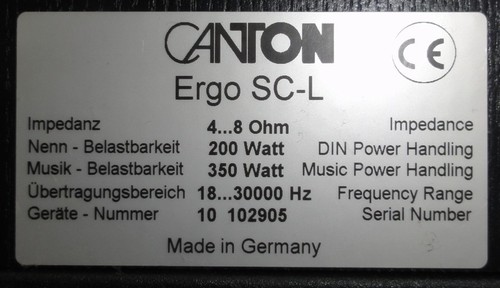 CANTON
CE
Ergo SC-L
Impedanz 4...8 Ohm Impedance
Nenn - Belastbarkeit 200 Watt DIN Power Handling
Musik - Belastbarkeit 350 Watt Music Power Handling
Übertragungsbereich 18...30000 Hz Frequency Range
Geräte - Nummer 10 102905 Serial Number
Made in Germany